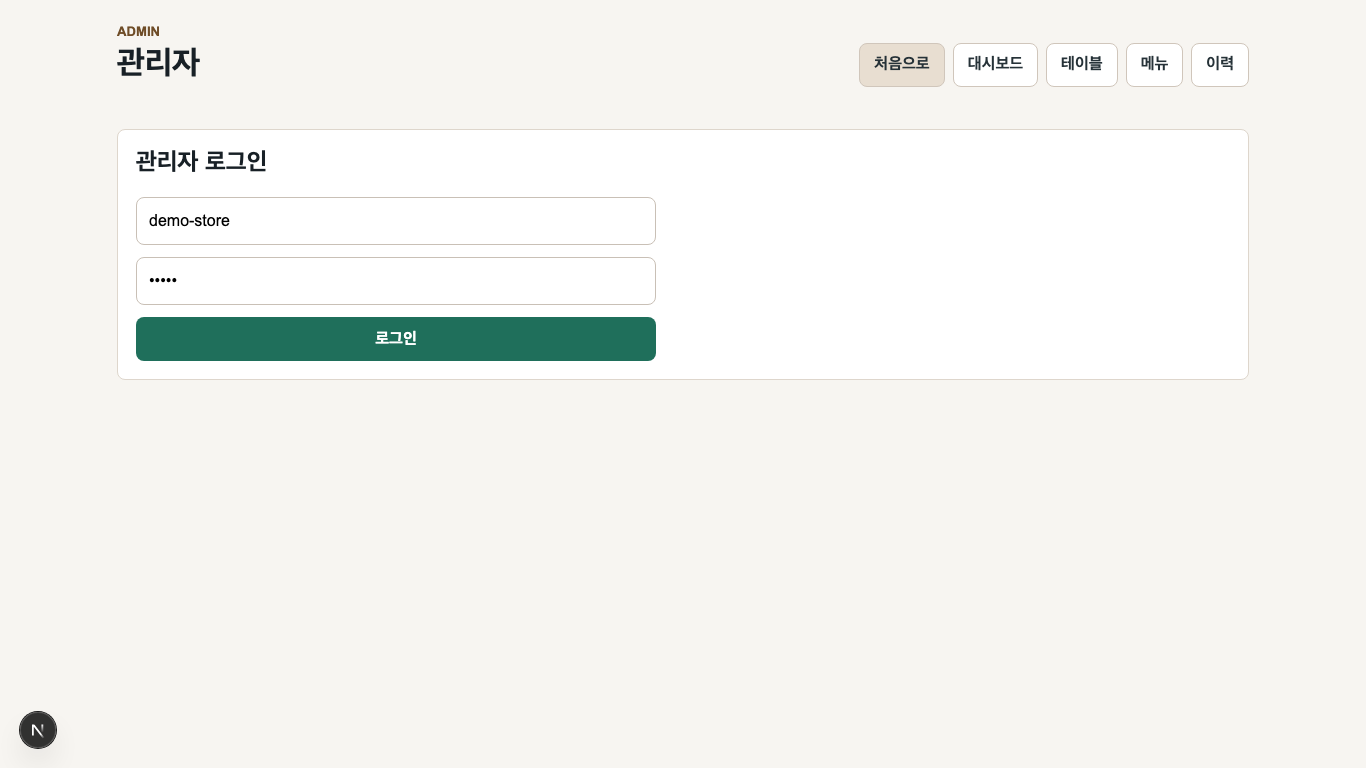 ADMIN
관리자
처음으로 대시보드 테이블 메뉴 이력
관리자 로그인
demo-store
•••••
로그인
N